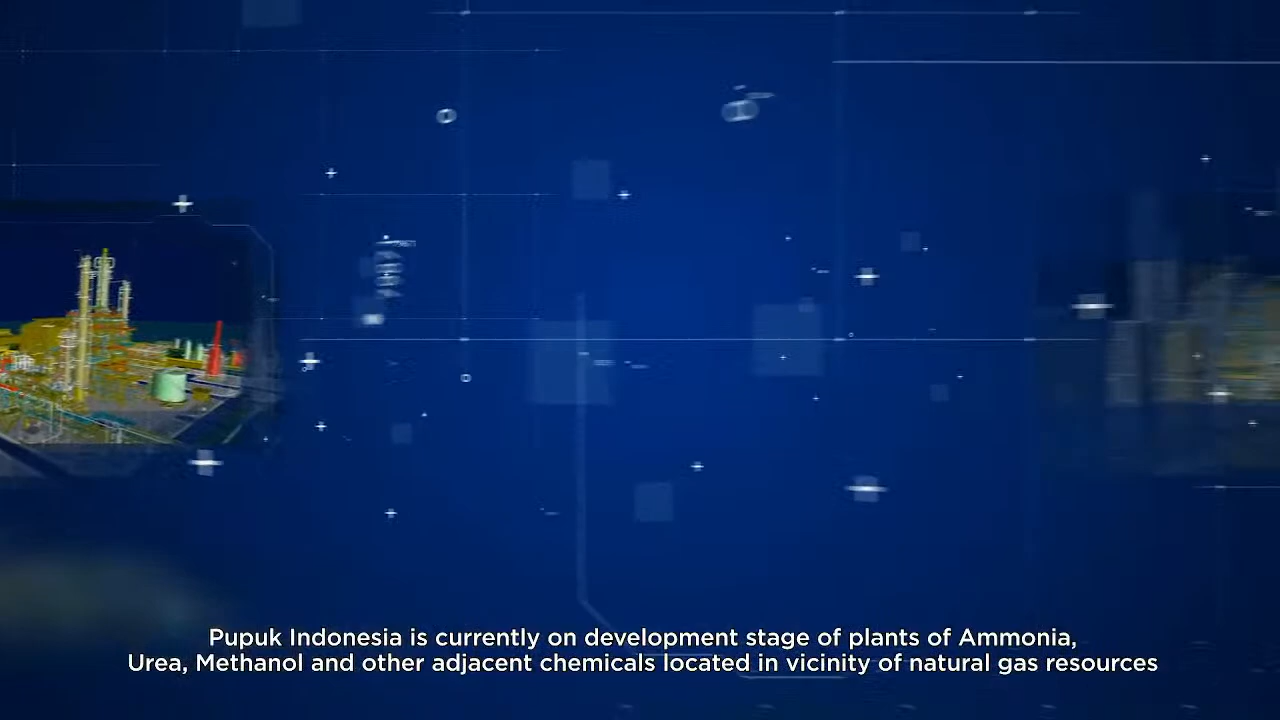 Pupuk Indonesia is currently on development stage of plants of Ammonia,
Urea, Methanol and other adjacent chemicals located in vicinity of natural gas resources